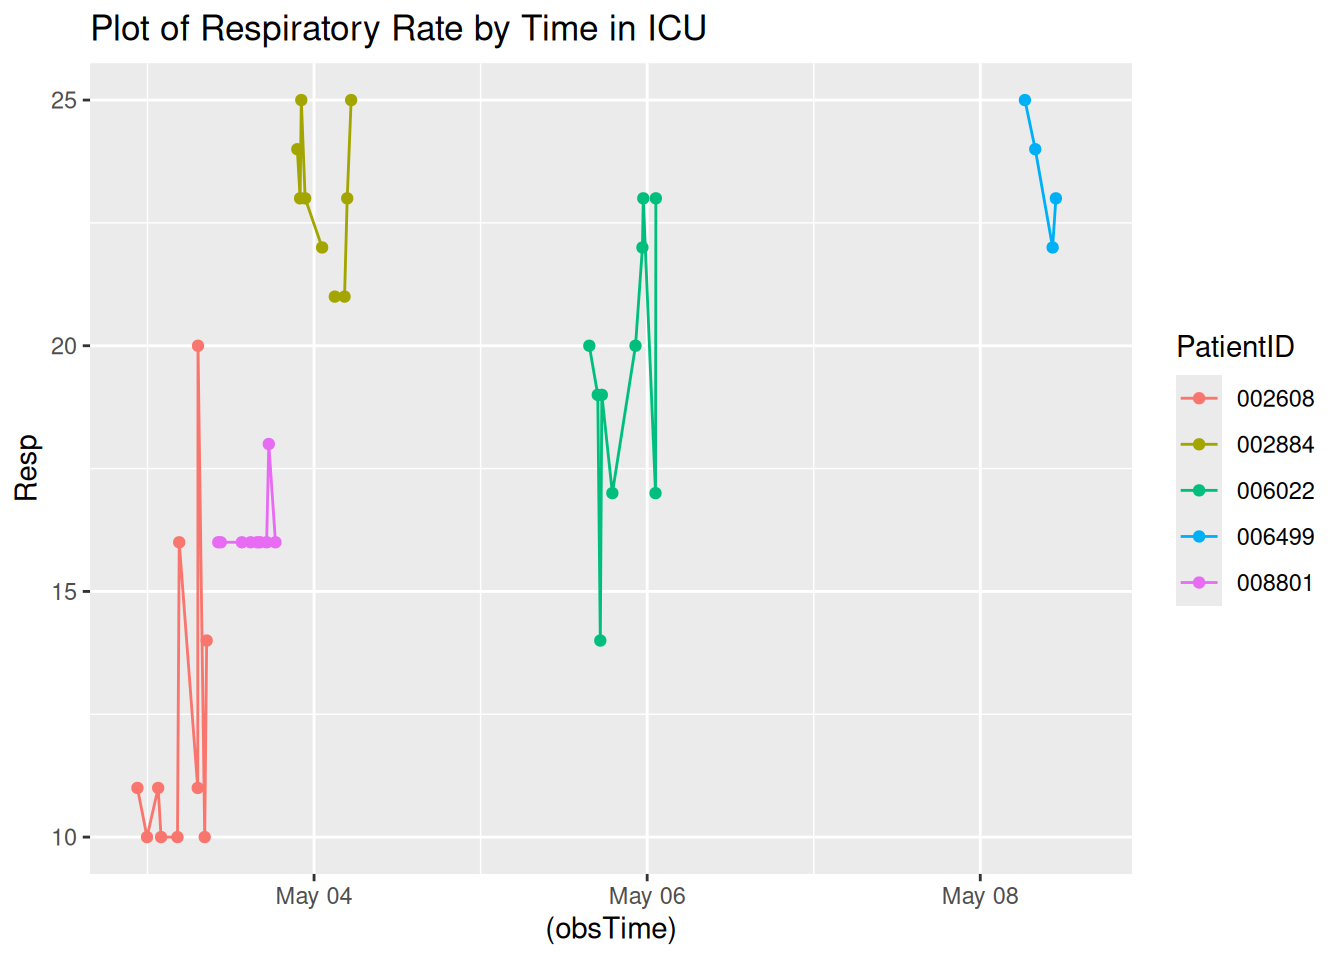 Plot of Respiratory Rate by Time in ICU
25
20
15
10
Resp
May 04
May 06
May 08
(obsTime)
PatientID
002608
002884
006022
006499
008801